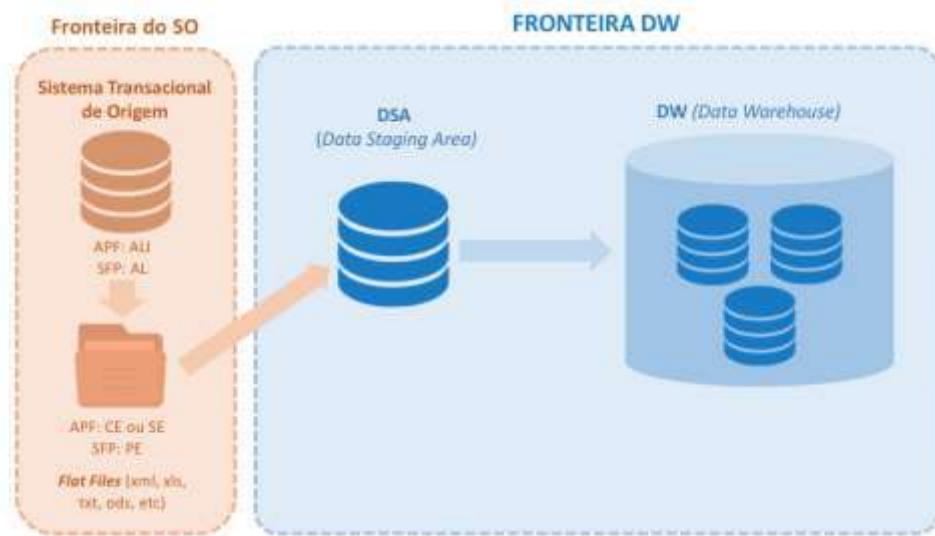 Fronteira do SO
FRONTEIRA DW
Sistema Transacional
de Origem
APF: ALI
SFP: AL
APF: CE ou SE
SFP: PE
Flat Files (xml, xls,
txt, ods, etc)
DSA
(Data Staging Area)
DW (Data Warehouse)